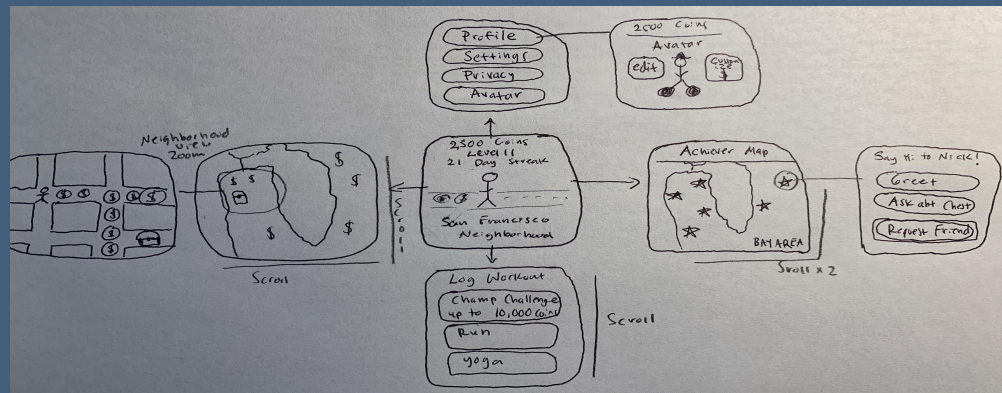 Profile
Settings
Privacy
Avatar
2500 Coins
Avatar
edit
$
Neighborhood
View
Zoom
$ $ $ $ $
$ $
$
$
$
$
$
Scroll
Scroll
2,500 Coins
Level 11
21 Day Streak
$ $
San Francisco
Neighborhood
Achiever Map
BAY AREA
Scroll x 2
Say Hi to Nick!
Greet
Ask abt Chest
Request Friend
Log Workout
Champ Challenge
up to 10,000 Coins
Run
Yoga
Scroll